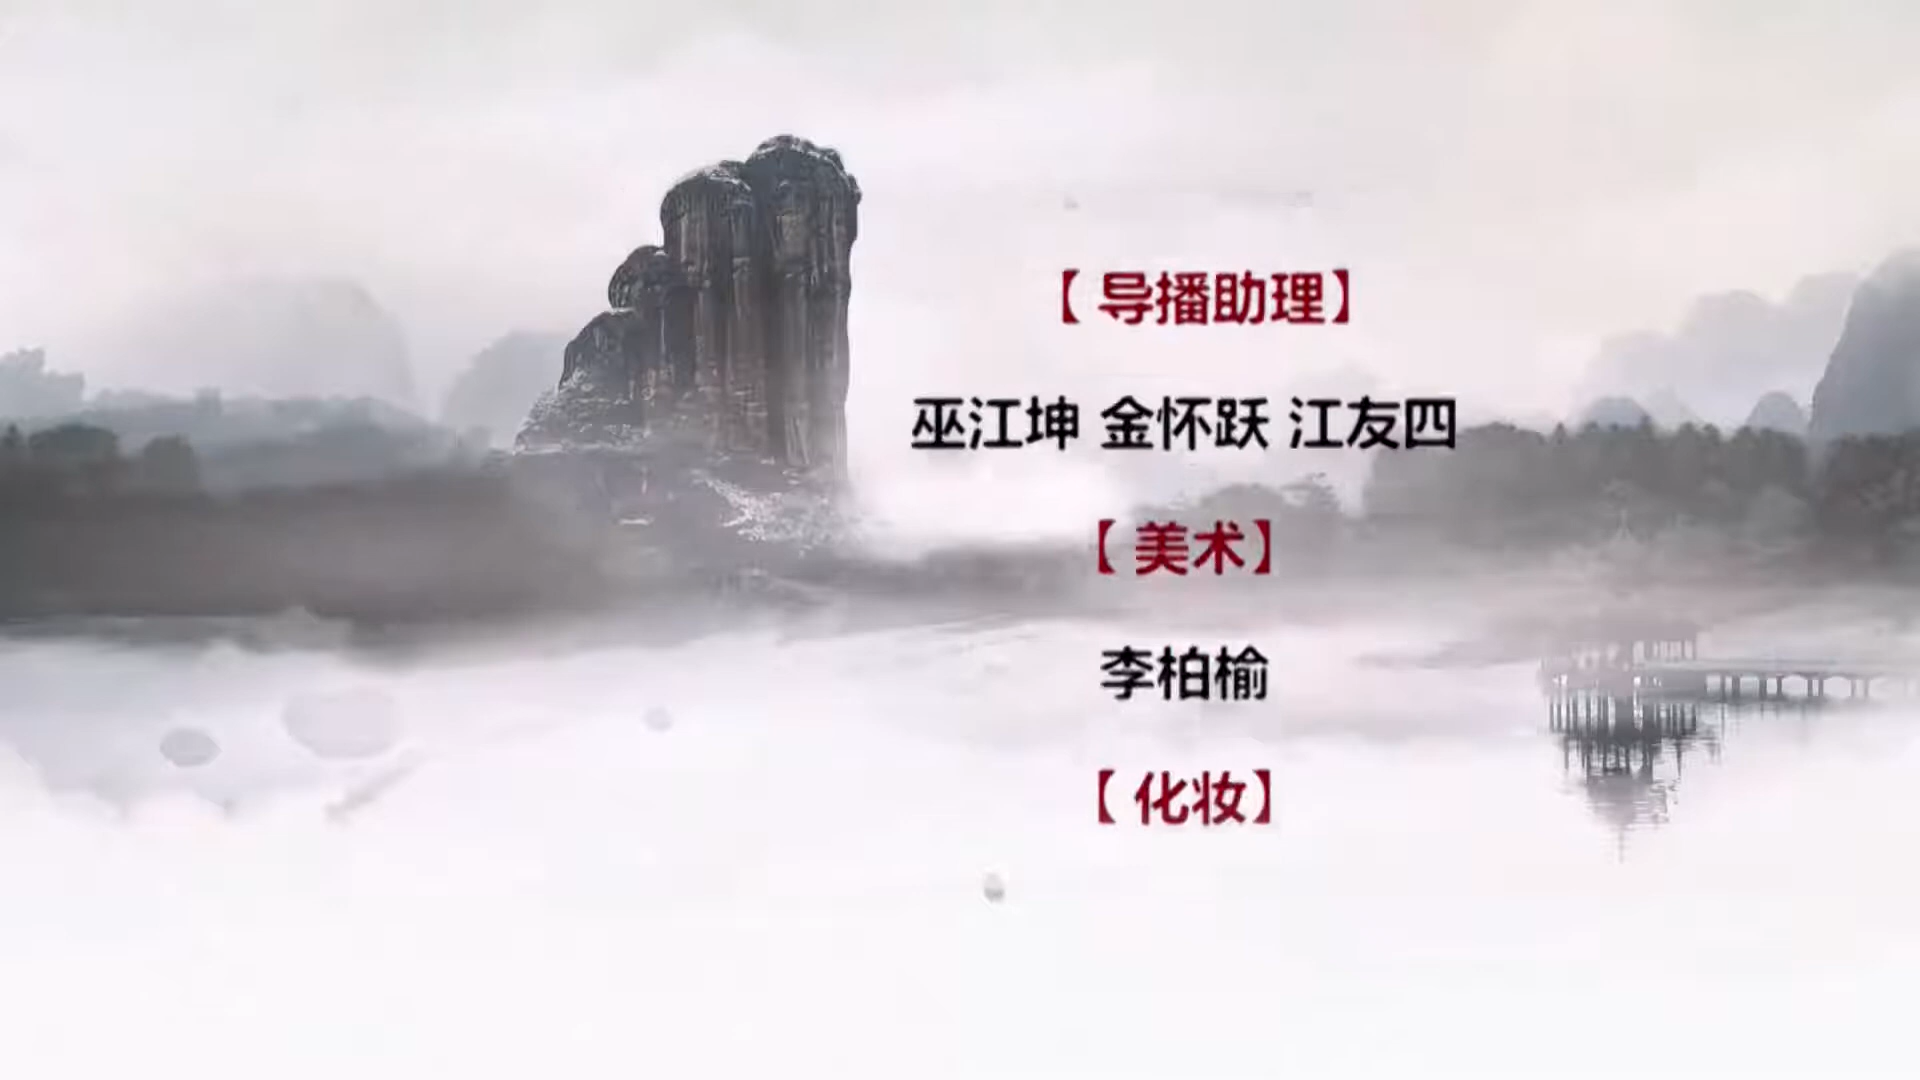 【导播助理】
巫江坤 金怀跃 江友四
【美术】
李柏榆
【化妆】